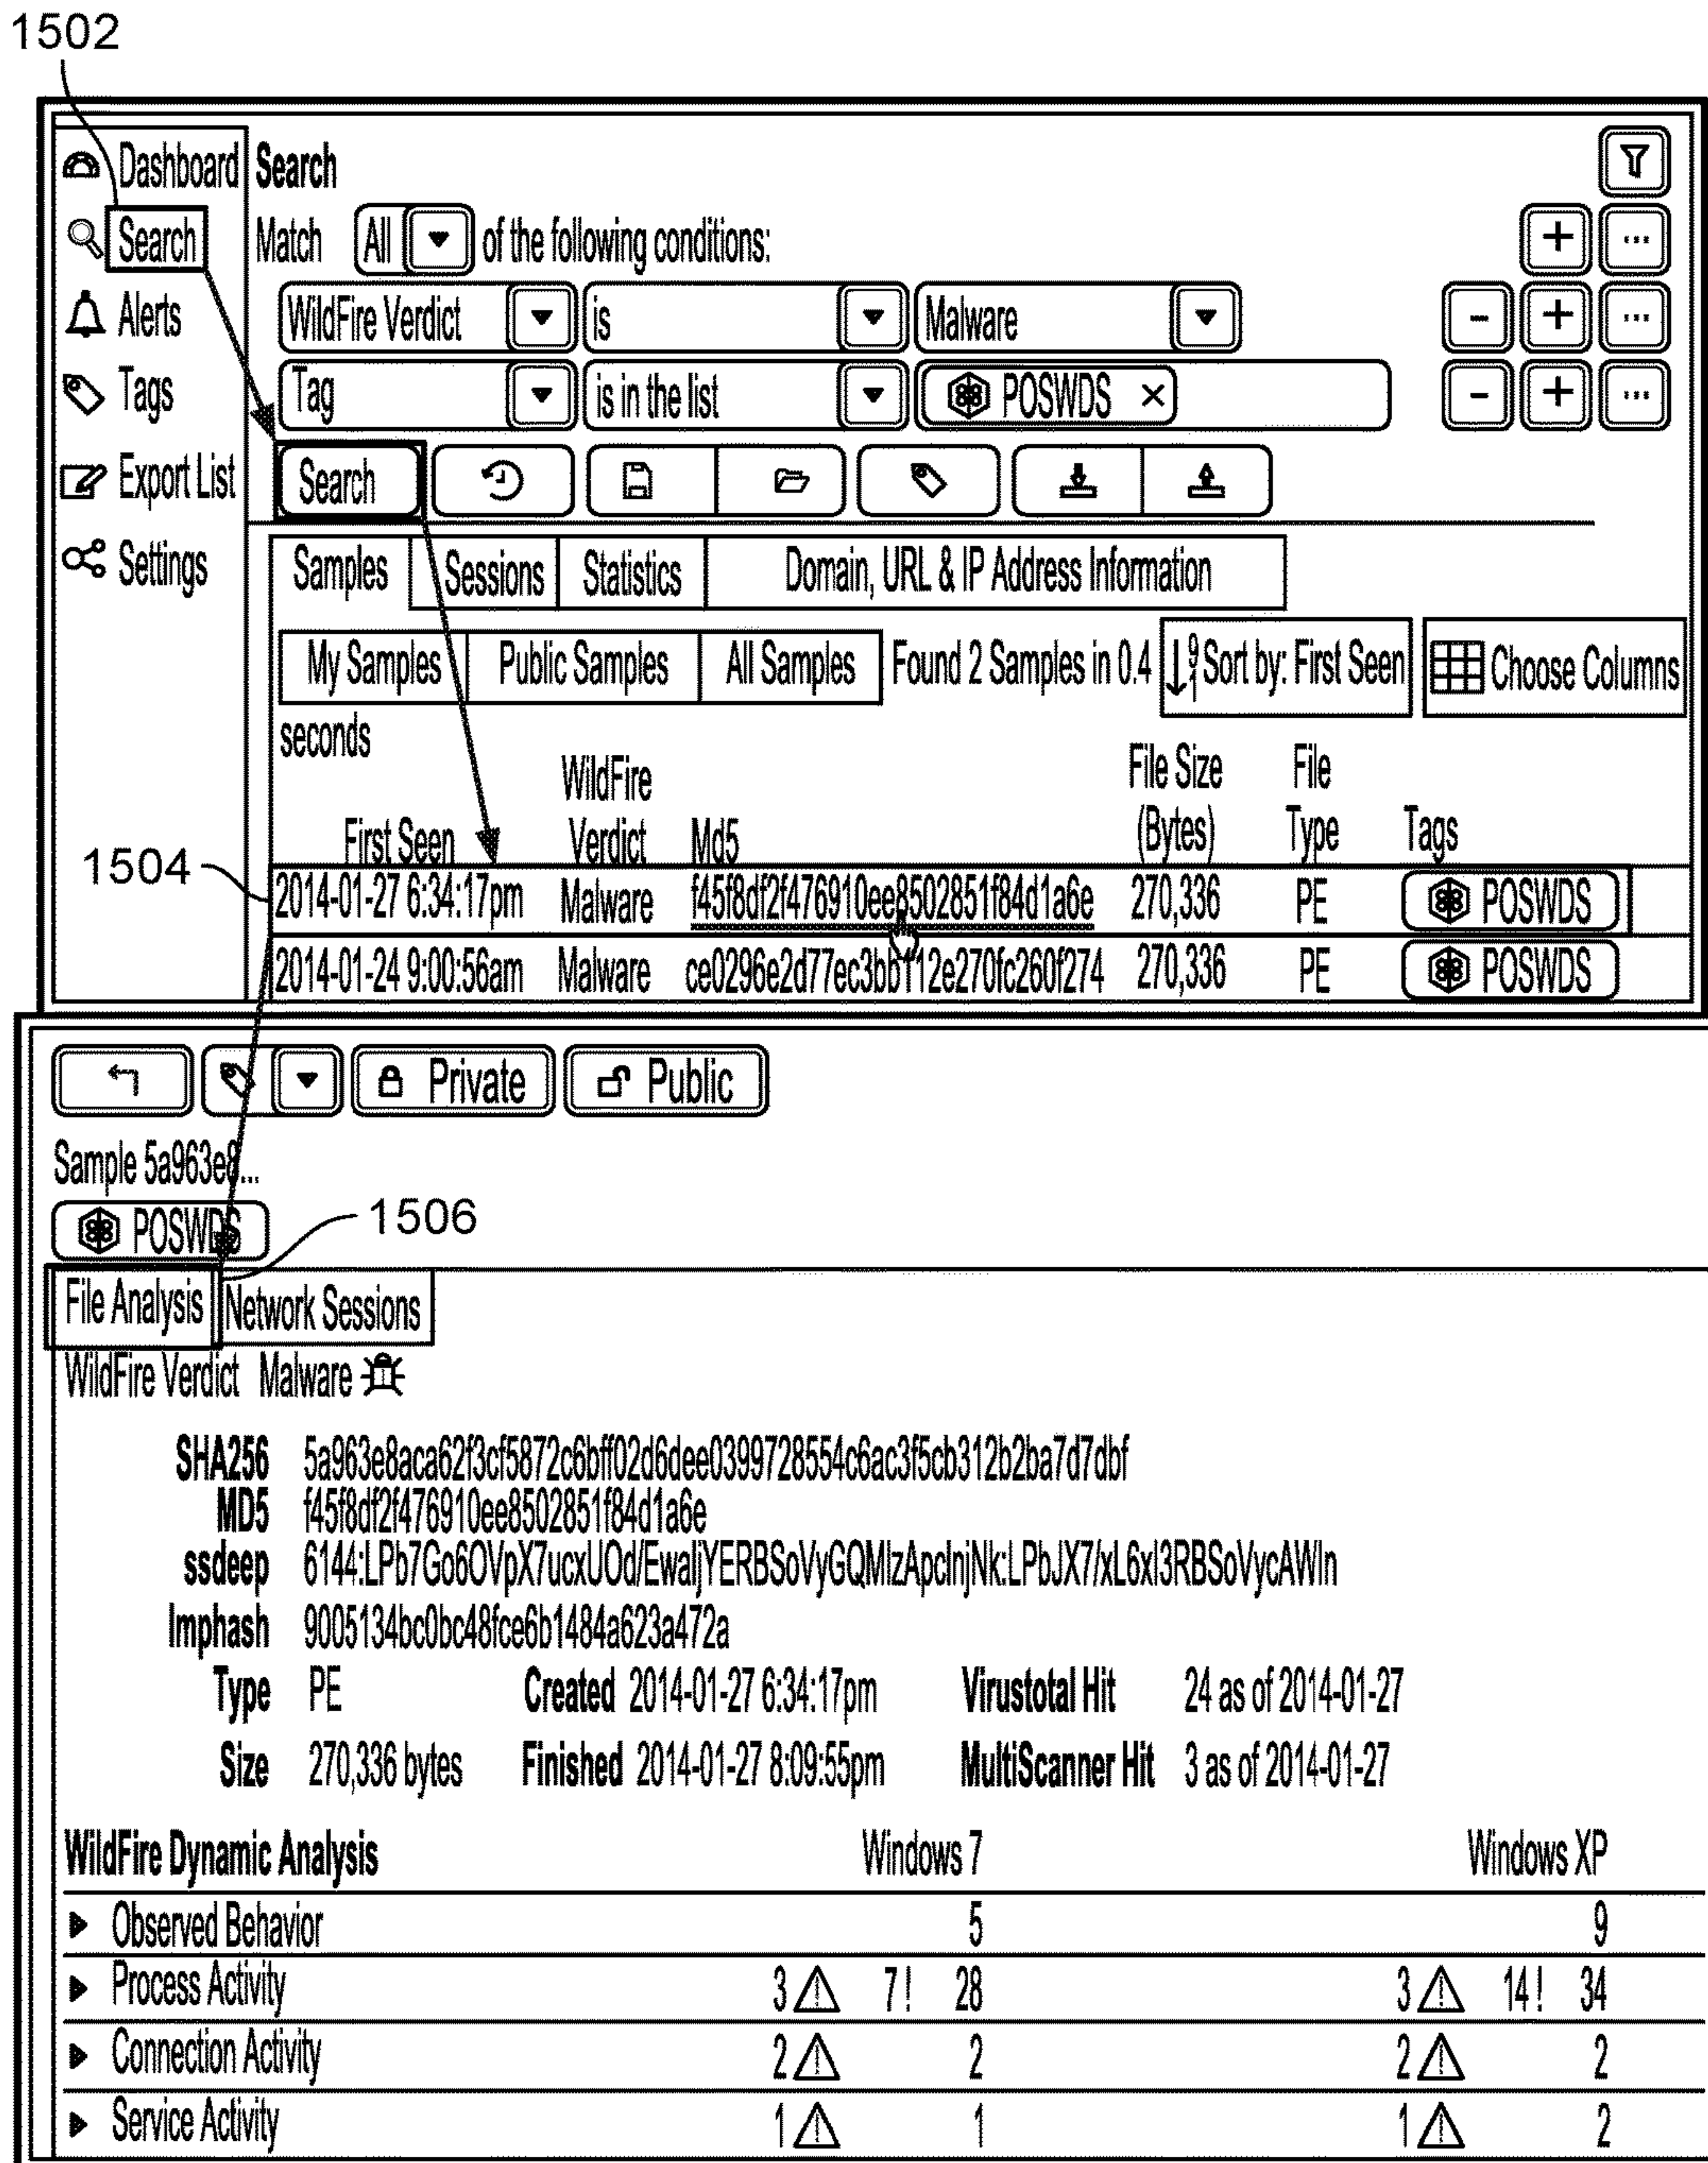 1502
Dashboard Search
Search Match All of the following conditions:
Alerts WildFire Verdict is Malware - + ...
Tags Tag is in the list POSWDS × - + ...
Export List Search
Settings Samples Sessions Statistics Domain, URL & IP Address Information
My Samples Public Samples All Samples Found 2 Samples in 0.4 Sort by: First Seen Choose Columns
seconds
WildFire File Size File
First Seen Verdict Md5 (Bytes) Type Tags
1504
2014-01-27 6:34:17pm Malware f45f8df2f476910ee8502851f84d1a6e 270,336 PE POSWDS
2014-01-24 9:00:56am Malware 270,336 PE POSWDS
Private Public
Sample 5a963e8...
POSWDS 1506
File Analysis Network Sessions
WildFire Verdict Malware
SHA256 5a963e8aca62f3cf5872c6bff02d6dee0399728554c6ac3f5cb312b2ba7d7dbf
MD5 f45f8df2f476910ee8502851f84d1a6e
ssdeep
Imphash 9005134bc0bc48fce6b1484a623a472a
Type PE Created 2014-01-27 6:34:17pm Virustotal Hit 24 as of 2014-01-27
Size 270,336 bytes Finished 2014-01-27 8:09:55pm MultiScanner Hit 3 as of 2014-01-27
WildFire Dynamic Analysis Windows 7 Windows XP
Observed Behavior 5 9
Process Activity 3 7! 28 3 14! 34
Connection Activity 2 2 2 2
Service Activity 1 1 1 2